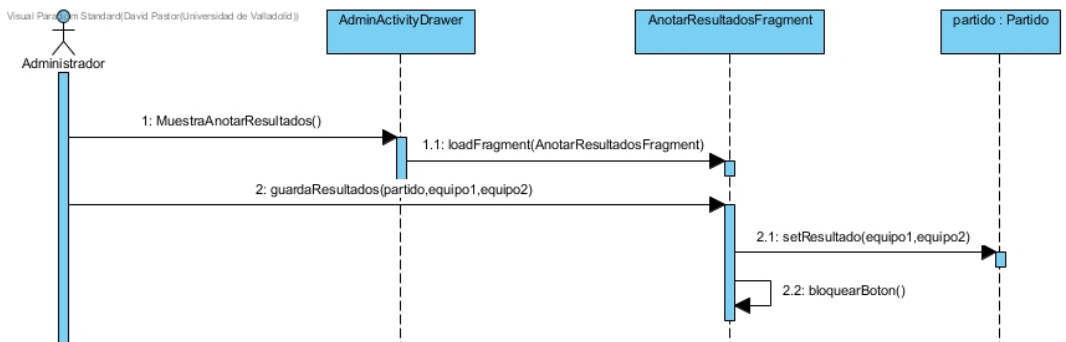 Visual Paradigm Standard(David Pastor(Universidad de Valladolid))
Administrador
AdminActivityDrawer
AnotarResultadosFragment
partido : Partido
1: MuestraAnotarResultados()
1.1: loadFragment(AnotarResultadosFragment)
2: guardaResultados(partido,equipo1,equipo2)
2.1: setResultado(equipo1,equipo2)
2.2: bloquearBoton()